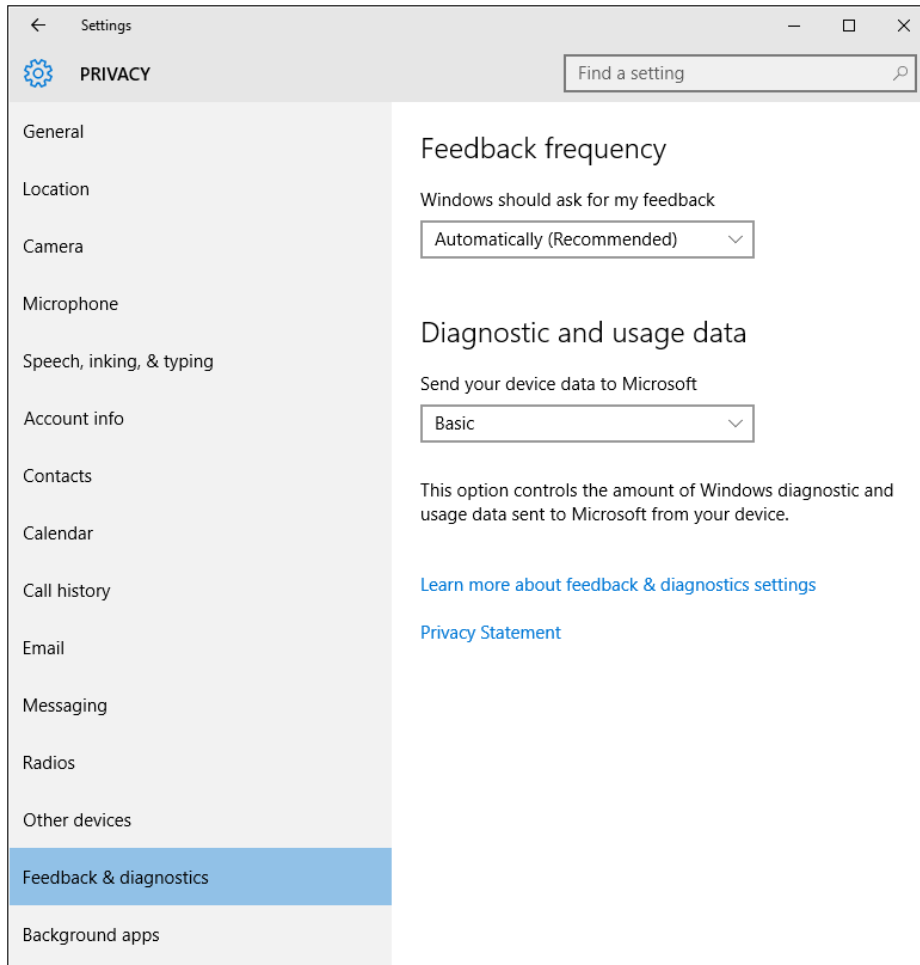 Settings
PRIVACY
Find a setting
General
Location
Camera
Microphone
Speech, inking, & typing
Account info
Contacts
Calendar
Call history
Email
Messaging
Radios
Other devices
Feedback & diagnostics
Background apps
Feedback frequency
Windows should ask for my feedback
Automatically (Recommended)
Diagnostic and usage data
Send your device data to Microsoft
Basic
This option controls the amount of Windows diagnostic and
usage data sent to Microsoft from your device.
Learn more about feedback & diagnostics settings
Privacy Statement